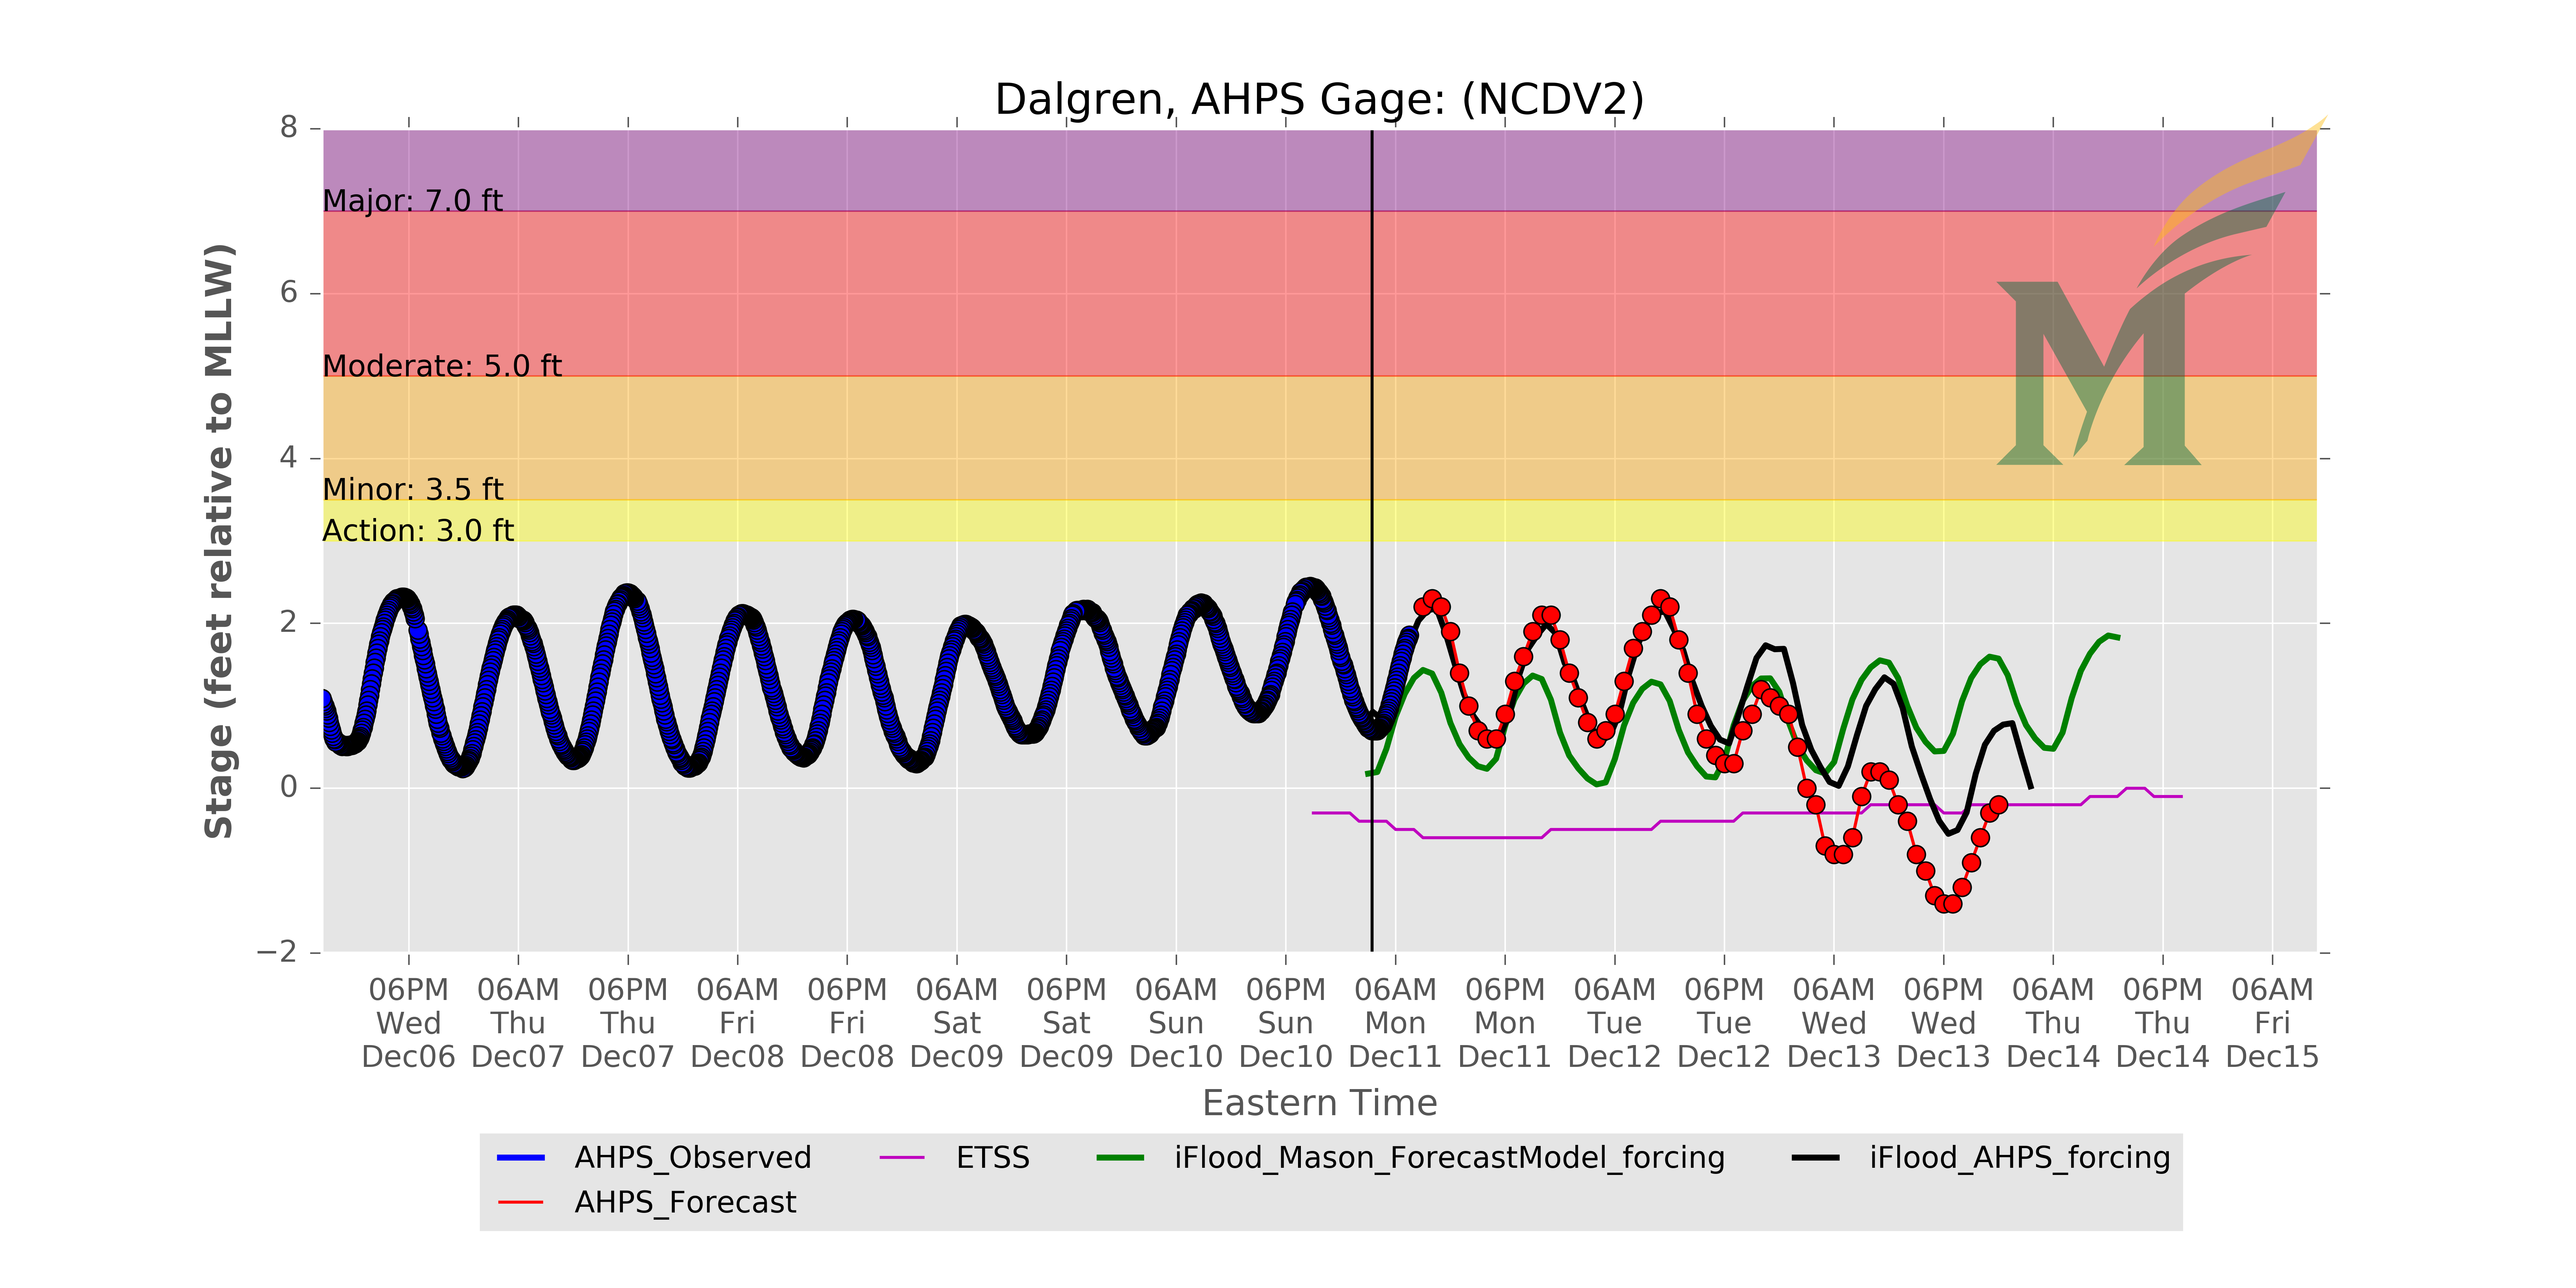 Dalgren, AHPS Gage: (NCDV2)
8
6
4
2
0
−2
Stage (feet relative to MLLW)
Major: 7.0 ft
Moderate: 5.0 ft
Minor: 3.5 ft
Action: 3.0 ft
M
06PM 06AM 06PM 06AM 06PM 06AM 06PM 06AM 06PM 06AM 06PM 06AM 06PM 06AM 06PM 06AM 06PM 06AM
Wed Thu Thu Fri Fri Sat Sat Sun Sun Mon Mon Tue Tue Wed Wed Thu Thu Fri
Dec06 Dec07 Dec07 Dec08 Dec08 Dec09 Dec09 Dec10 Dec10 Dec11 Dec11 Dec12 Dec12 Dec13 Dec13 Dec14 Dec14 Dec15
Eastern Time
AHPS_Observed ETSS iFlood_Mason_ForecastModel_forcing iFlood_AHPS_forcing
AHPS_Forecast